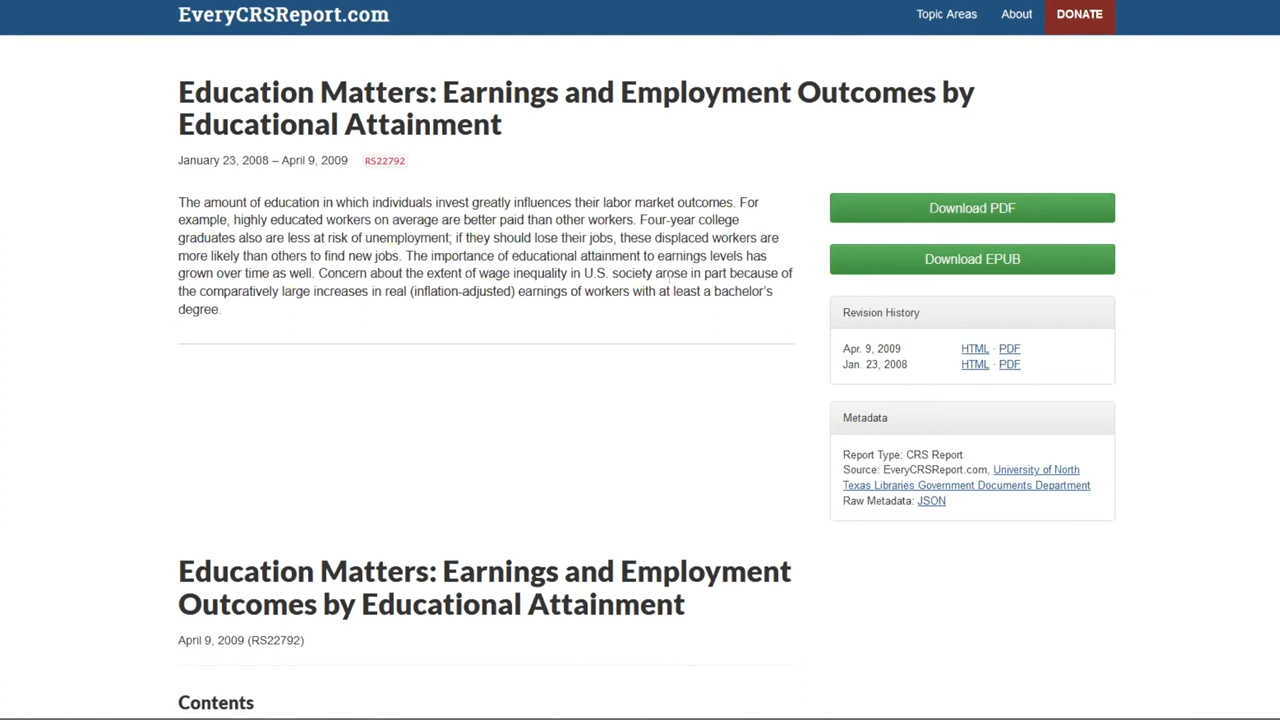 EveryCRSReport.com
Topic Areas About DONATE
Education Matters: Earnings and Employment Outcomes by
Educational Attainment
January 23, 2008 – April 9, 2009 RS22792
The amount of education in which individuals invest greatly influences their labor market outcomes. For
example, highly educated workers on average are better paid than other workers. Four-year college
graduates also are less at risk of unemployment; if they should lose their jobs, these displaced workers are
more likely than others to find new jobs. The importance of educational attainment to earnings levels has
grown over time as well. Concern about the extent of wage inequality in U.S. society arose in part because of
the comparatively large increases in real (inflation-adjusted) earnings of workers with at least a bachelor's
degree.
Download PDF
Download EPUB
Revision History
Apr. 9, 2009 HTML · PDF
Jan. 23, 2008 HTML · PDF
Metadata
Report Type: CRS Report
Source: EveryCRSReport.com, University of North
Texas Libraries Government Documents Department
Raw Metadata: JSON
Education Matters: Earnings and Employment
Outcomes by Educational Attainment
April 9, 2009 (RS22792)
Contents